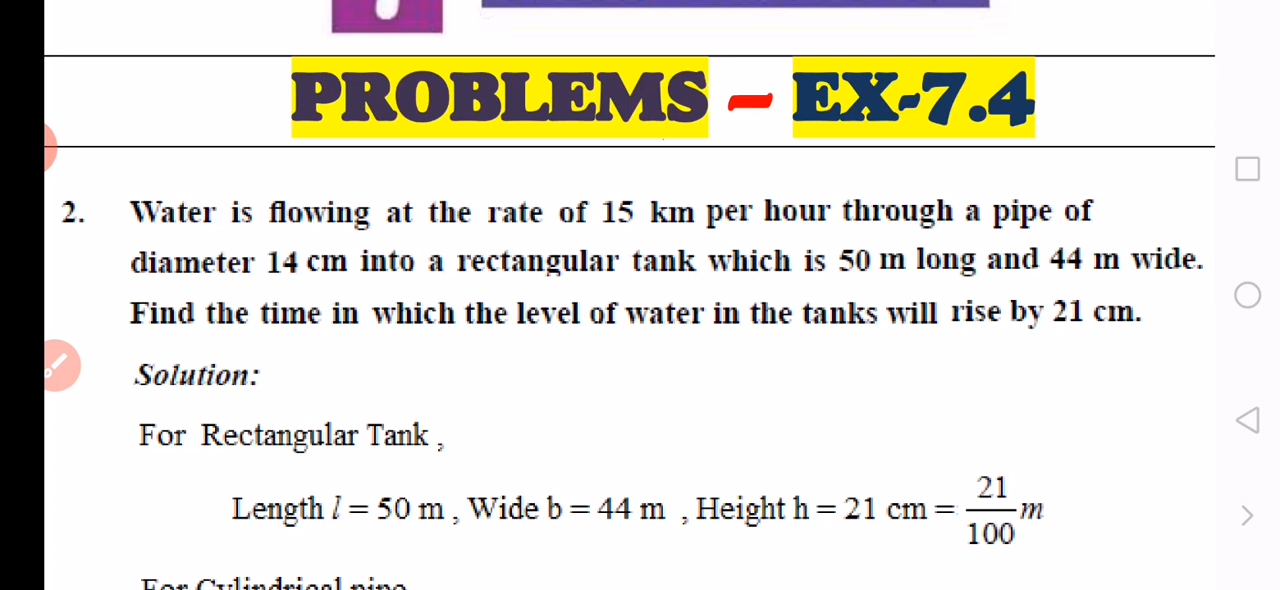 PROBLEMS - EX-7.4
2. Water is flowing at the rate of 15 km per hour through a pipe of
diameter 14 cm into a rectangular tank which is 50 m long and 44 m wide.
Find the time in which the level of water in the tanks will rise by 21 cm.
Solution:
For Rectangular Tank ,
Length l = 50 m , Wide b = 44 m , Height h = 21 cm = 21/100 m
For Cylindrical pipe